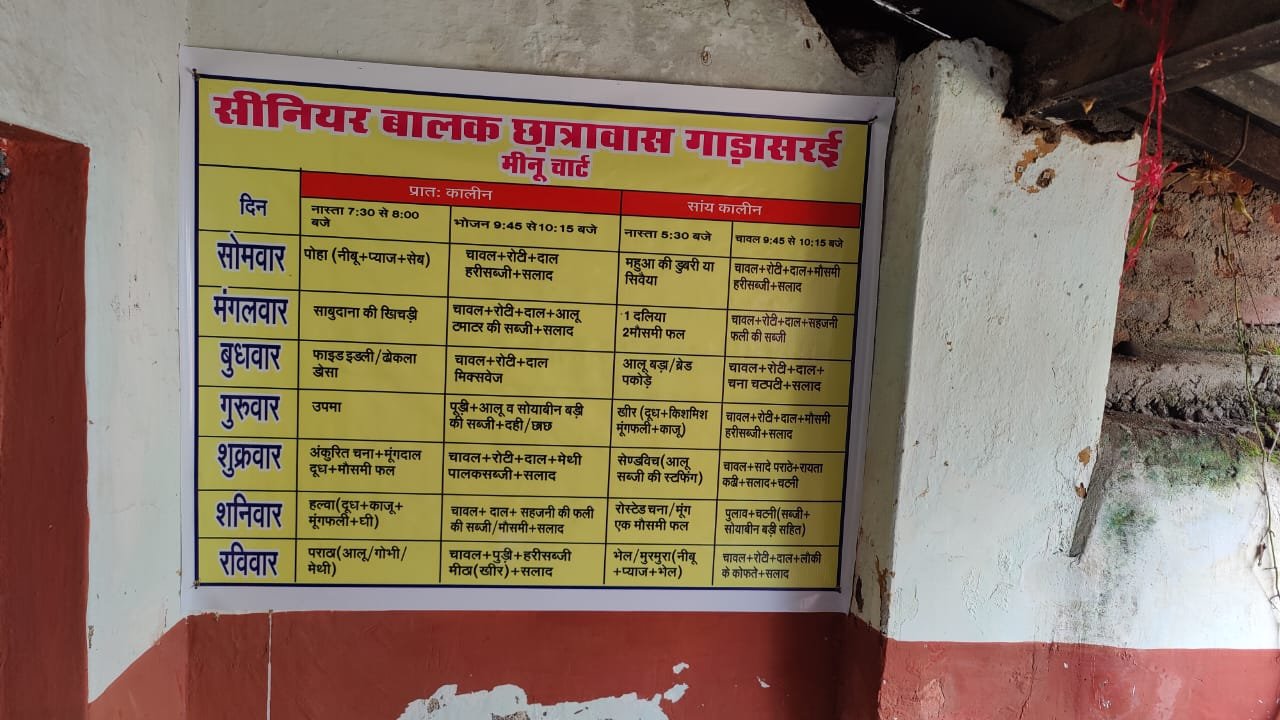 सीनियर बालक छात्रावास गाड़ासरई
मीनू चार्ट
दिन
प्रात: कालीन
सांय कालीन
नास्ता 7:30 से 8:00
बजे
भोजन 9:45 से 10:15 बजे
नास्ता 5:30 बजे
चावल 9:45 से 10:15 बजे
सोमवार
पोहा (नीबू+प्याज+सेब)
चावल+रोटी+दाल
हरीसब्जी+सलाद
महुआ की डुबरी या
सिवैया
चावल+रोटी+दाल+मौसमी
हरीसब्जी+सलाद
मंगलवार
साबुदाना की खिचड़ी
चावल+रोटी+दाल+आलू
टमाटर की सब्जी+सलाद
1 दलिया
2मौसमी फल
चावल+रोटी+दाल+सहजनी
फली की सब्जी
बुधवार
फाइड इडली/ढोकला
डोसा
चावल+रोटी+दाल
मिक्सवेज
आलू बड़ा/ब्रेड
पकोड़े
चावल+रोटी+दाल+
चना चटपटी+सलाद
गुरुवार
उपमा
पूड़ी+आलू व सोयाबीन बड़ी
की सब्जी+दही/छाछ
खीर (दूध+किशमिश
मूंगफली+काजू)
चावल+रोटी+दाल+मौसमी
हरीसब्जी+सलाद
शुक्रवार
अंकुरित चना+मूंगदाल
दूध+मौसमी फल
चावल+रोटी+दाल+मेथी
पालकसब्जी+सलाद
सेण्डवेच(आलू
सब्जी की स्टफिंग)
चावल+सादे पराठे+रायता
कढी+सलाद+चटनी
शनिवार
हल्वा(दूध+काजू+
मूंगफली+घी)
चावल+ दाल+ सहजनी की फली
की सब्जी/मौसमी+सलाद
रोस्टेड चना/मूंग
एक मौसमी फल
पुलाव+चटनी(सब्जी+
सोयाबीन बड़ी सहित)
रविवार
पराठा(आलू/गोभी/
मेथी)
चावल+पुड़ी+हरीसब्जी
मीठा(खीर)+सलाद
भेल/मुरमुरा(नीबू
+प्याज+भेल)
चावल+रोटी+दाल+लौकी
के कोफते+सलाद